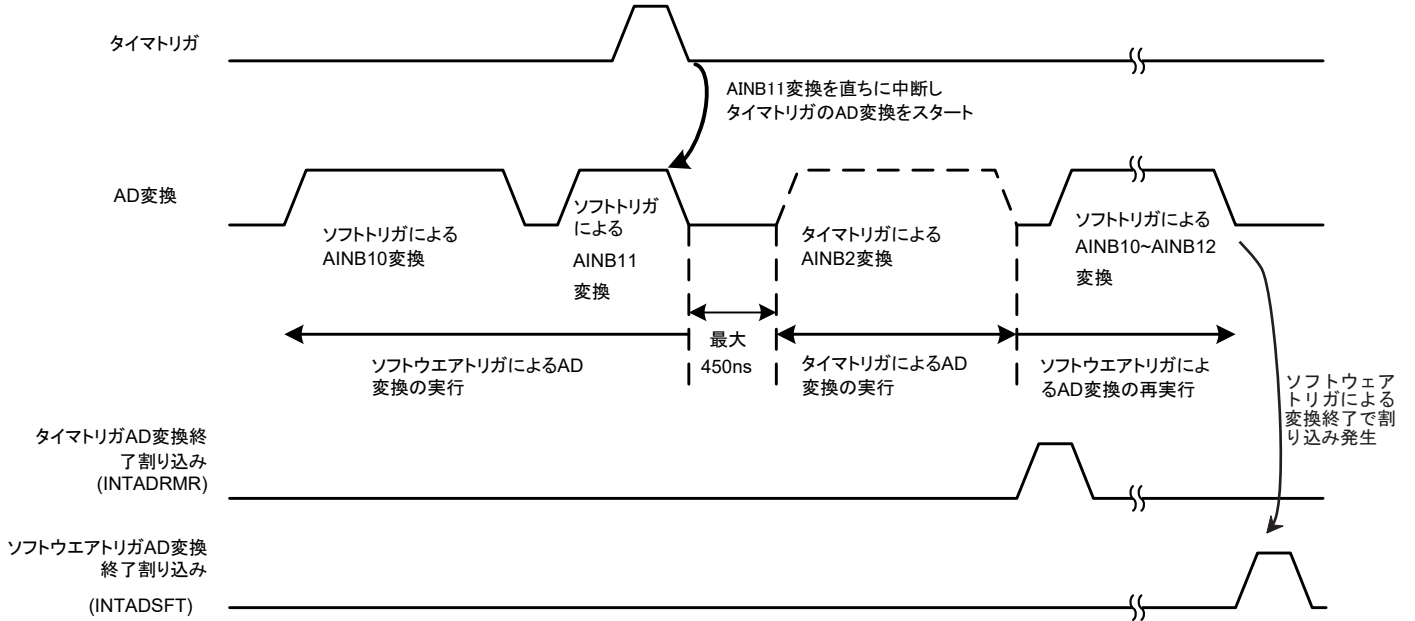 タイマトリガ
AINB11変換を直ちに中断し
タイマトリガのAD変換をスタート
AD変換
ソフトトリガによる
AINB10変換
ソフトトリガ
による
AINB11
変換
タイマトリガによる
AINB2変換
ソフトトリガによる
AINB10~AINB12
変換
ソフトウエアトリガによるAD
変換の実行
最大
450ns
タイマトリガによるAD
変換の実行
ソフトウエアトリガによ
るAD変換の再実行
ソフトウェア
トリガによる
変換終了で割
り込み発生
タイマトリガAD変換終
了割り込み
(INTADRMR)
ソフトウエアトリガAD変換
終了割り込み
(INTADSFT)